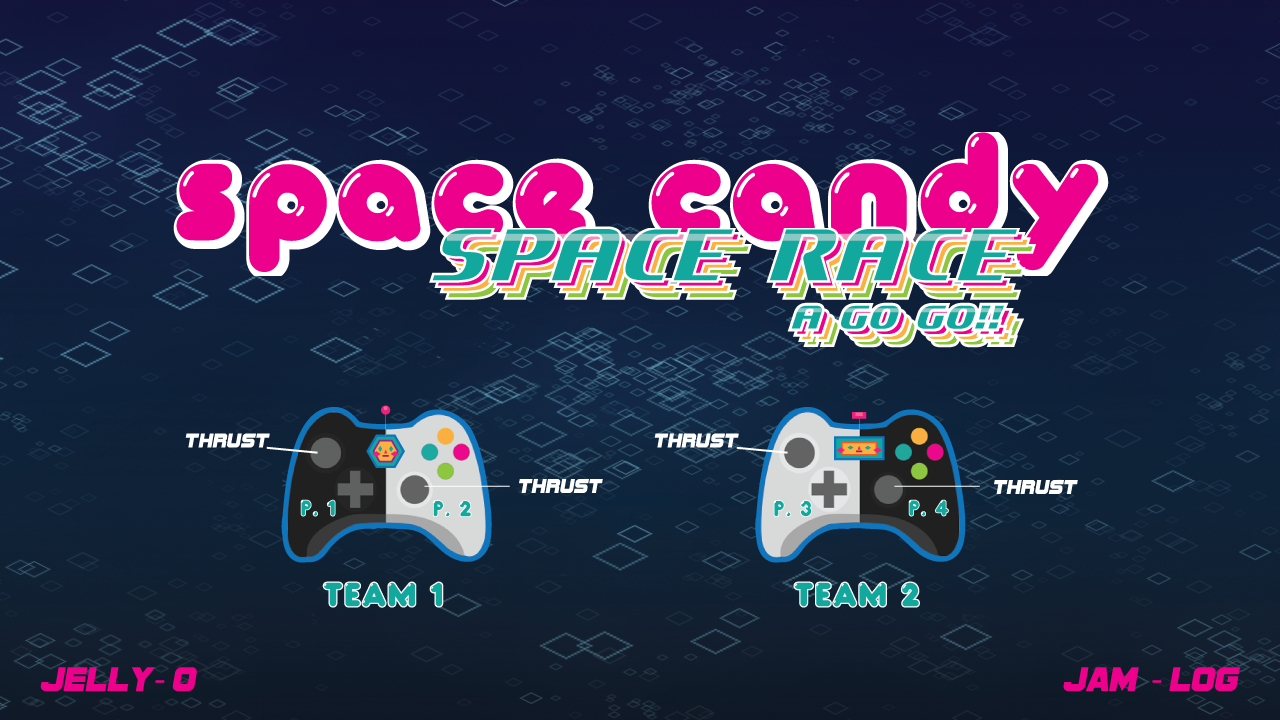 space candy
SPACE RACE
A GO GO!!
THRUST
THRUST
P. 1
P. 2
TEAM 1
THRUST
THRUST
P. 3
P. 4
TEAM 2
JELLY- O
JAM - LOG